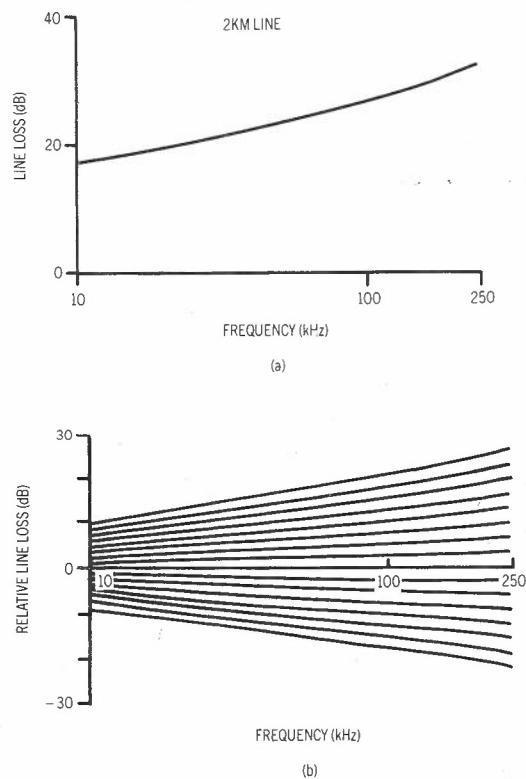 2KM LINE
40
20
0
LINE LOSS (dB)
10
100
250
FREQUENCY (kHz)
(a)
30
0
-30
RELATIVE LINE LOSS (dB)
10
100
250
FREQUENCY (kHz)
(b)